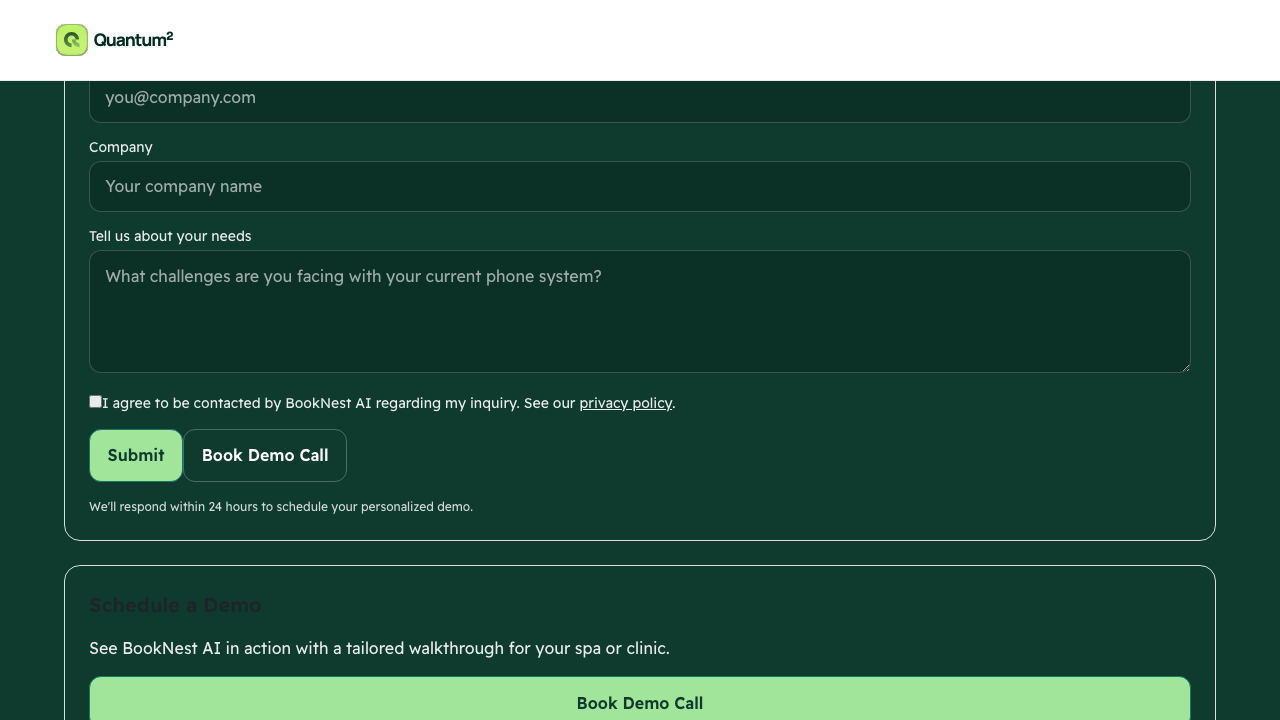 Quantum²
you@company.com
Company
Your company name
Tell us about your needs
What challenges are you facing with your current phone system?
I agree to be contacted by BookNest AI regarding my inquiry. See our privacy policy.
Submit
Book Demo Call
We'll respond within 24 hours to schedule your personalized demo.
Schedule a Demo
See BookNest AI in action with a tailored walkthrough for your spa or clinic.
Book Demo Call